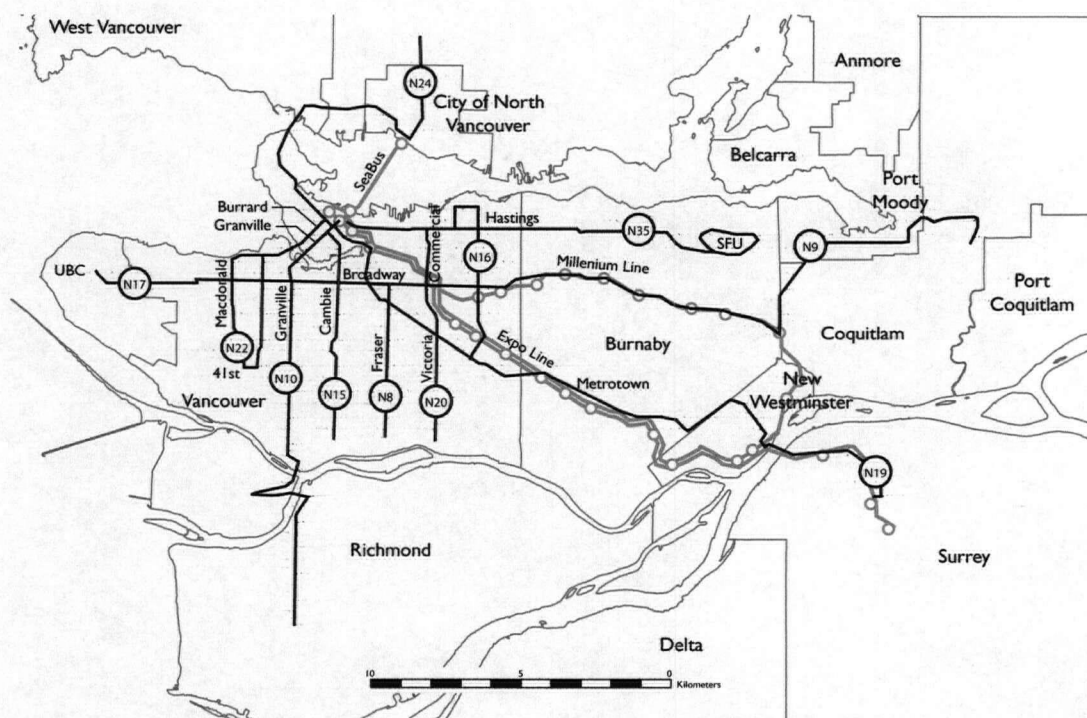 West Vancouver
Anmore
N24
City of North
Vancouver
Belcarra
SeaBus
Port
Moody
Burrard
Granville
Commercial
Hastings
N35
SFU
N9
N16
UBC
N17
Broadway
Millenium Line
Port
Coquitlam
Macdonald
Granville
Cambie
Fraser
Victoria
Expo Line
Burnaby
Coquitlam
N22
41st
Metrotown
New
Westminster
Vancouver
N10
N15
N8
N20
N19
Richmond
Surrey
Delta
10
5
0
Kilometers